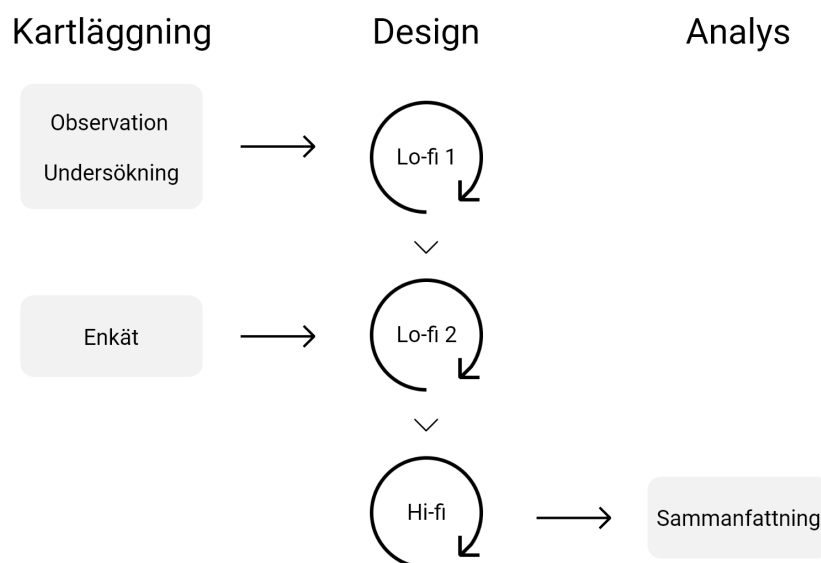 Kartläggning
Design
Analys
Observation
Undersökning
Lo-fi 1
Enkät
Lo-fi 2
Hi-fi
Sammanfattning